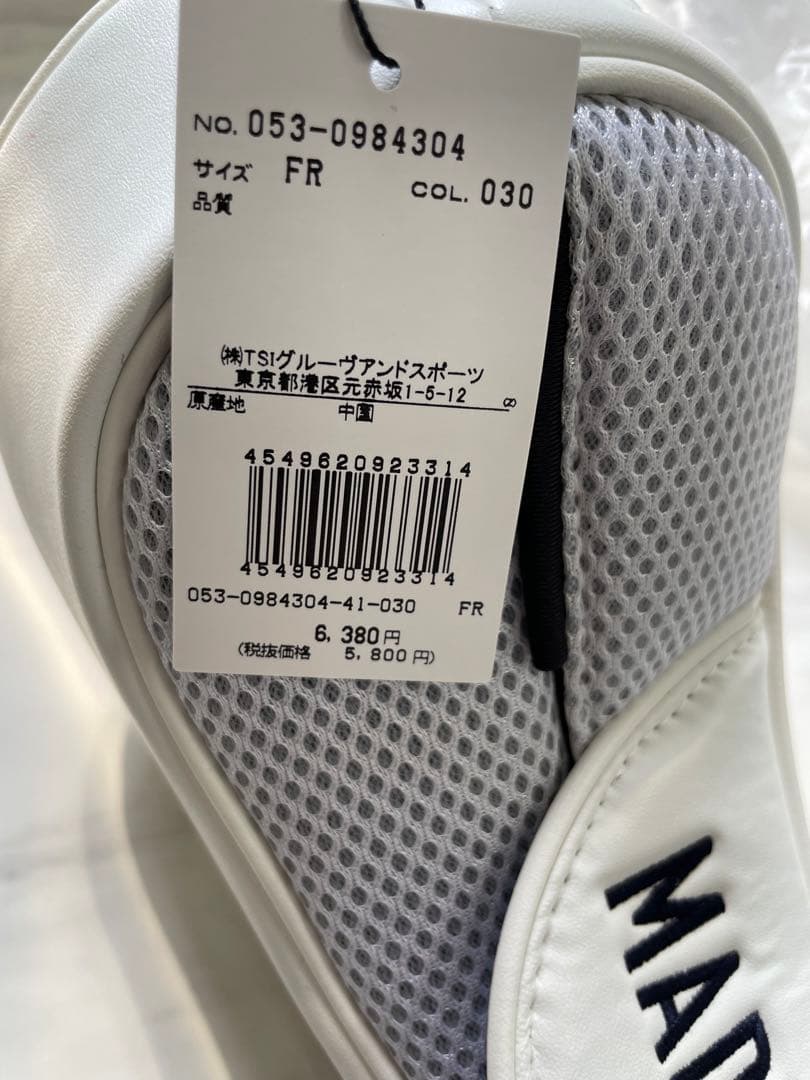 NO. 053-0984304
サイズ FR COL. 030
品質
㈱TSIグルーヴアンドスポーツ
東京都港区元赤坂1-5-12
原産地 中国
4549620923314
4549620923314
053-0984304-41-030 FR
6,380円
(税抜価格 5,800円)
MAR